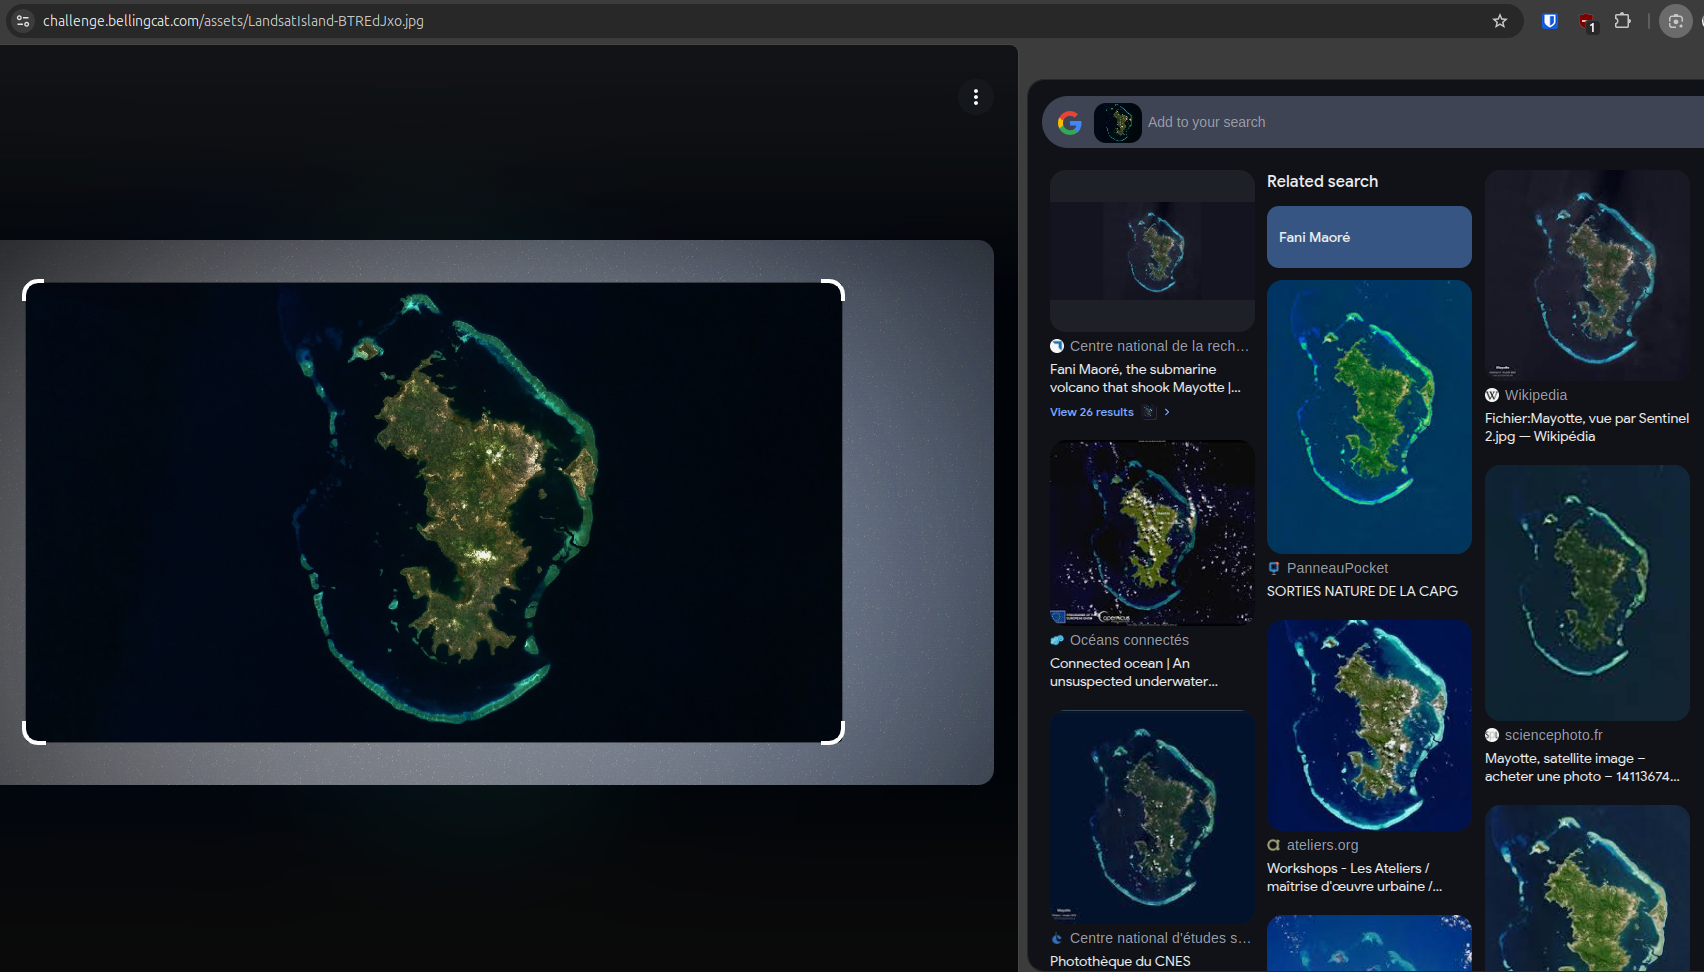 challenge.bellingcat.com/assets/LandsatIsland-BTREdJxo.jpg
1
Add to your search
Centre national de la rech...
Fani Maoré, the submarine
volcano that shook Mayotte |...
View 26 results
Océans connectés
Connected ocean | An
unsuspected underwater...
Centre national d'études s...
Photothèque du CNES
Related search
Fani Maoré
PanneauPocket
SORTIES NATURE DE LA CAPG
ateliers.org
Workshops - Les Ateliers /
maîtrise d'œuvre urbaine /...
Wikipedia
Fichier:Mayotte, vue par Sentinel
2.jpg — Wikipédia
sciencephoto.fr
Mayotte, satellite image –
acheter une photo – 14113674...